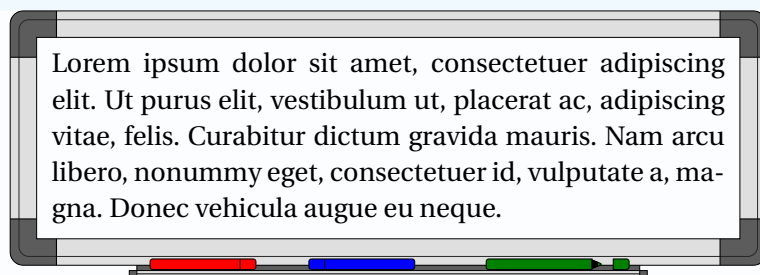 Lorem ipsum dolor sit amet, consectetuer adipiscing
elit. Ut purus elit, vestibulum ut, placerat ac, adipiscing
vitae, felis. Curabitur dictum gravida mauris. Nam arcu
libero, nonummy eget, consectetuer id, vulputate a, ma-
gna. Donec vehicula augue eu neque.